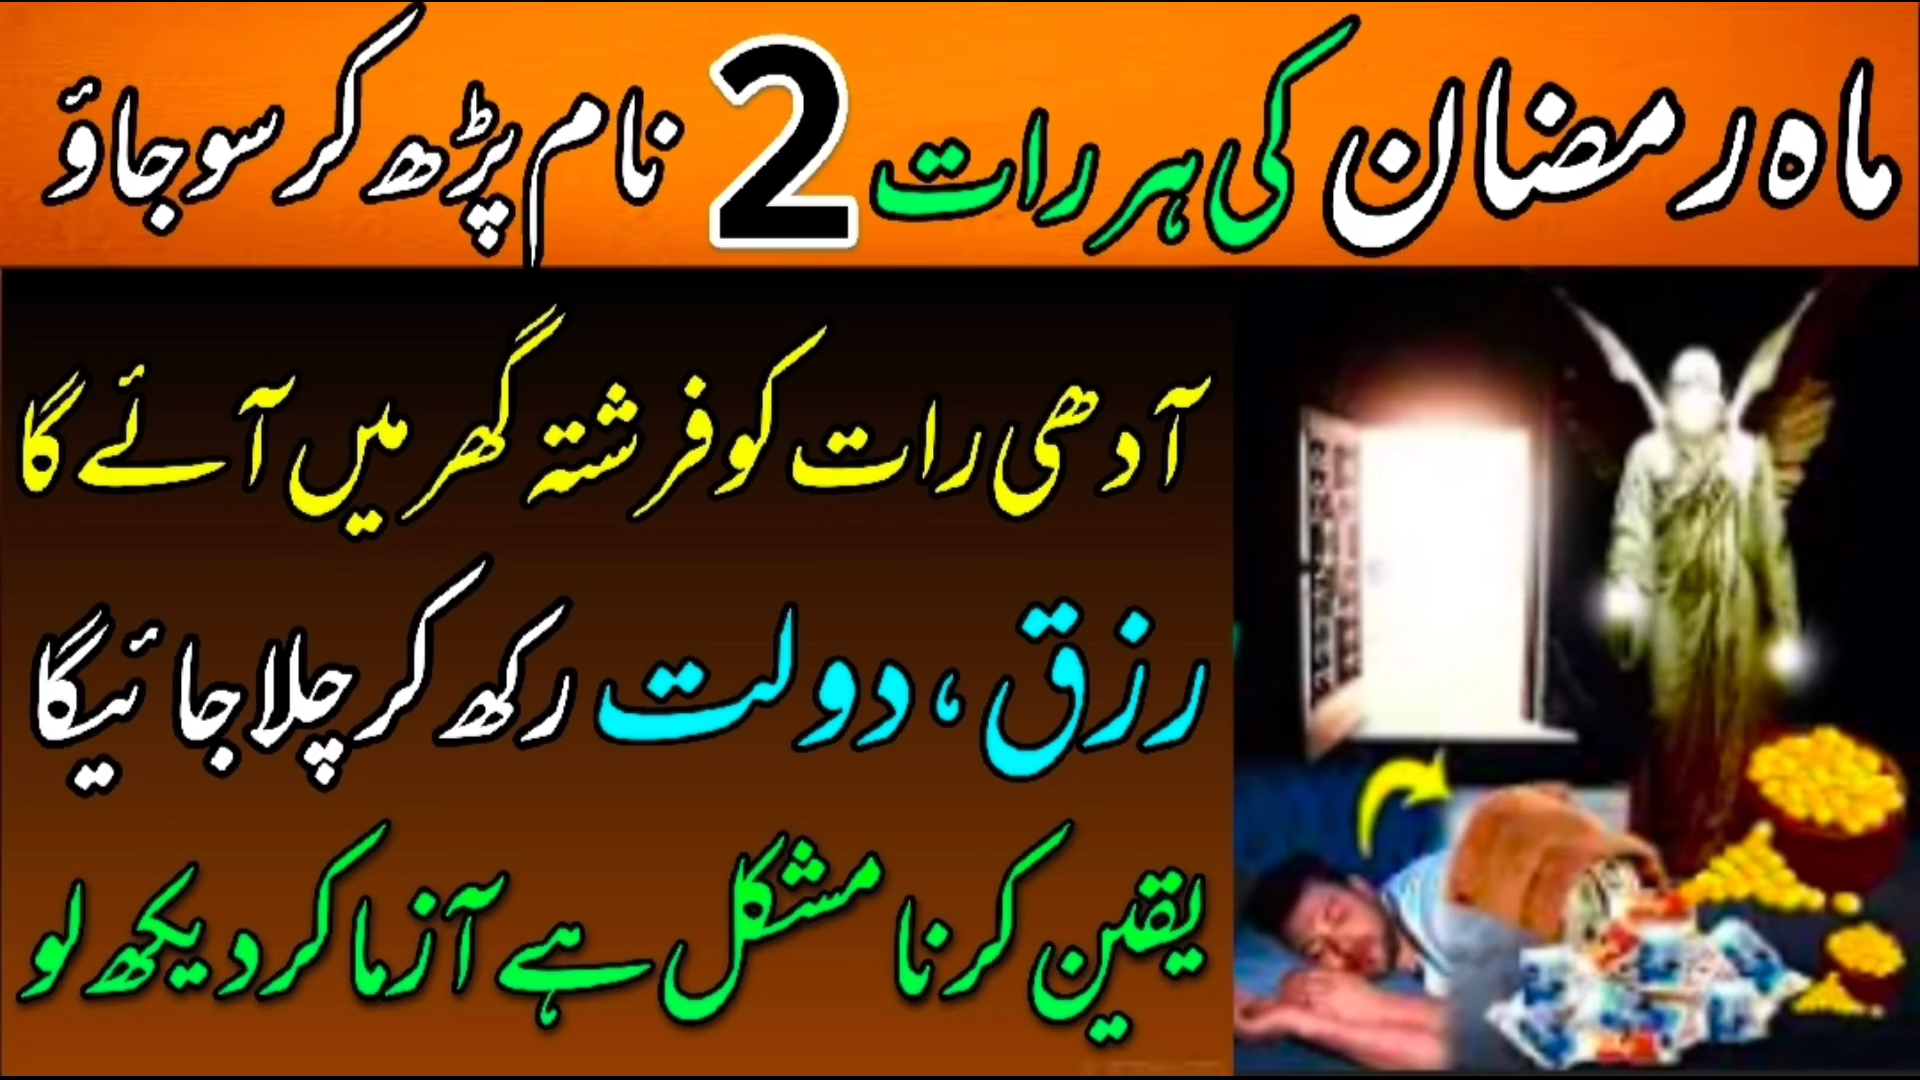 ماہ رمضان کی ہر رات 2 نام پڑھ کر سو جاؤ
آدھی رات کو فرشتہ گھر میں آئے گا
رزق، دولت رکھ کر چلا جائیگا
یقین کرنا مشکل ہے آزما کر دیکھ لو